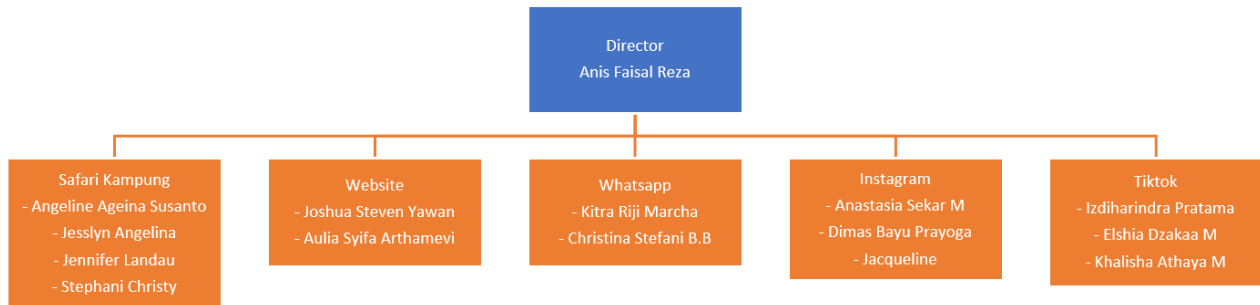 Director
Anis Faisal Reza
Safari Kampung
- Angeline Ageina Susanto
- Jesslyn Angelina
- Jennifer Landau
- Stephani Christy
Website
- Joshua Steven Yawan
- Aulia Syifa Arthamevi
Whatsapp
- Kitra Riji Marcha
- Christina Stefani B.B
Instagram
- Anastasia Sekar M
- Dimas Bayu Prayoga
- Jacqueline
Tiktok
- Izdiharindra Pratama
- Elshia Dzakaa M
- Khalisha Athaya M